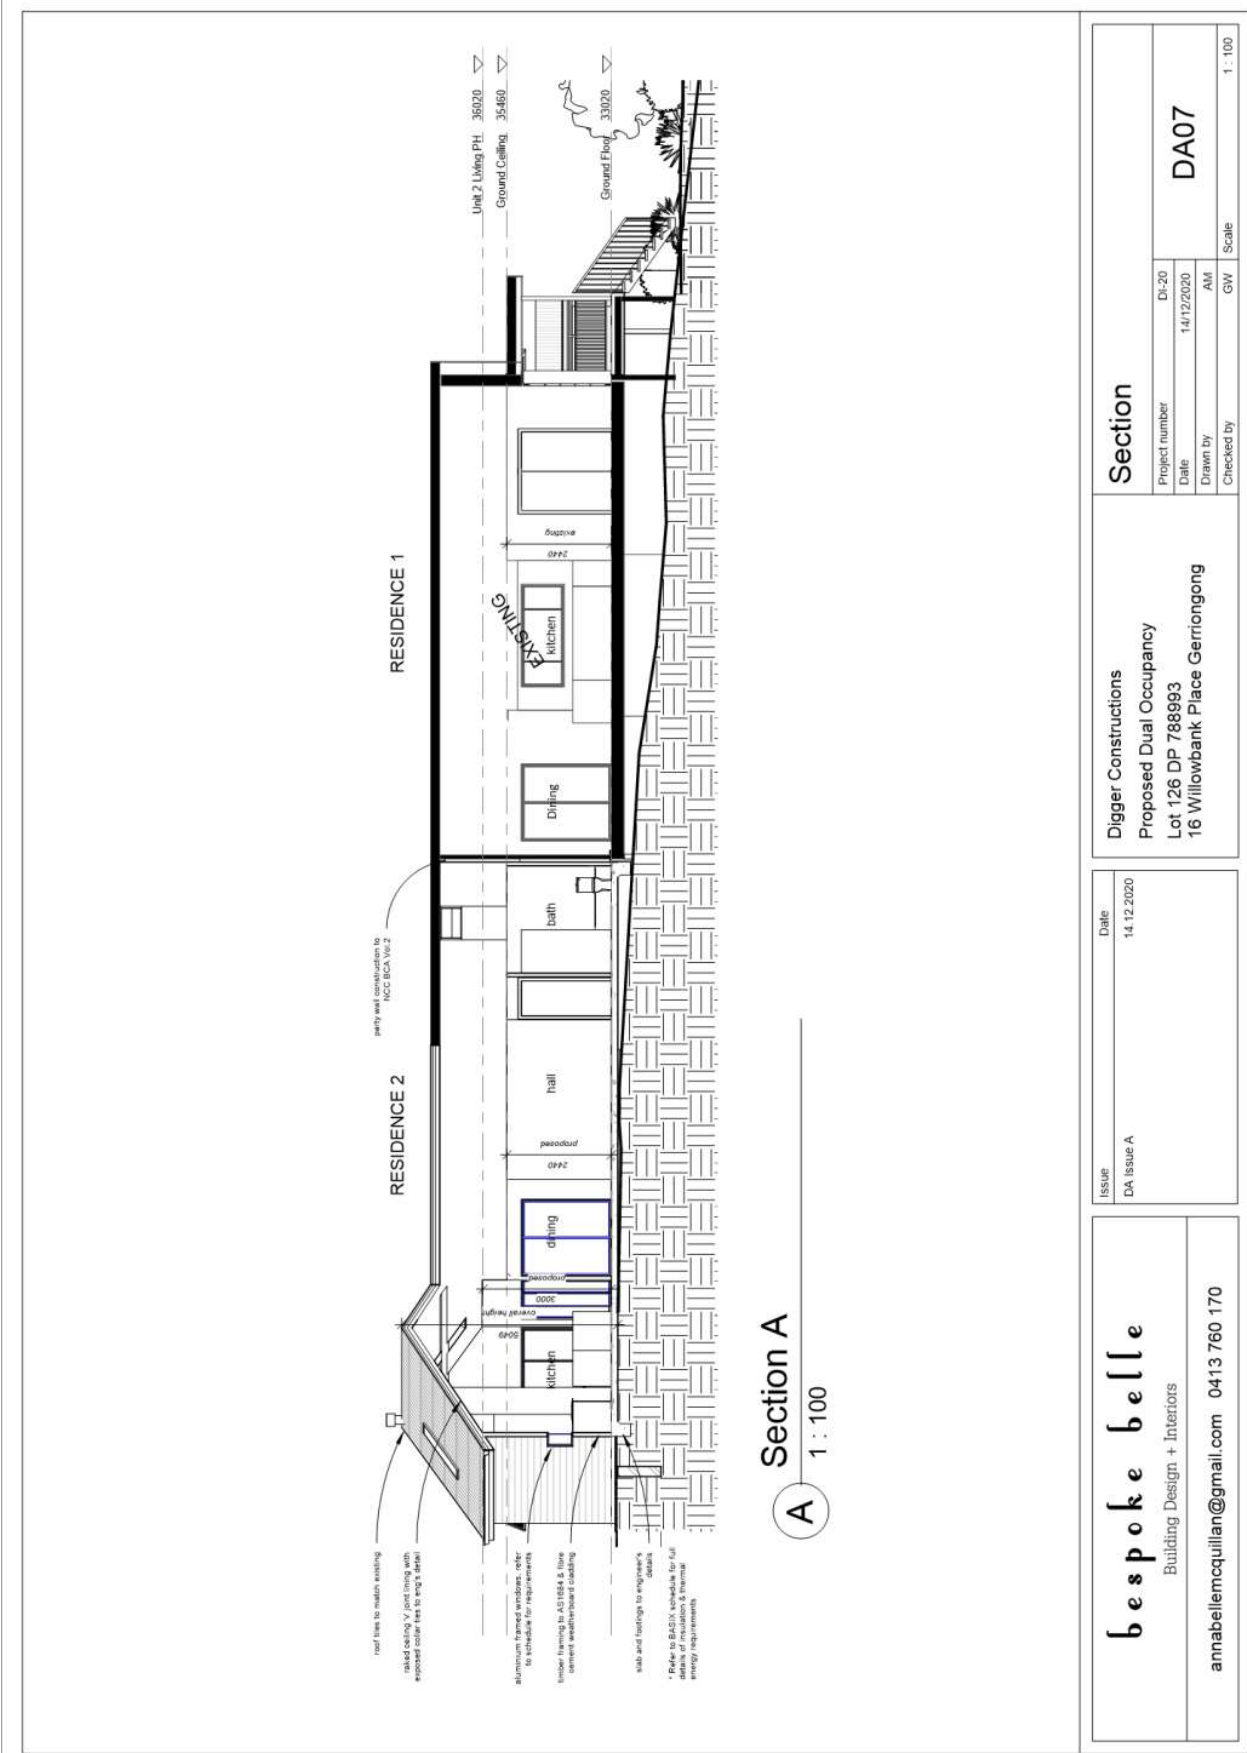 RESIDENCE 2
RESIDENCE 1
party wall construction to
NCC BCA Vol.2
Unit 2 Living PH 36020
Ground Ceiling 35460
Ground Floor 33020
roof tiles to match existing
raked ceiling V joint lining with
exposed collar ties to eng's detail
aluminium framed windows, refer
to schedule for requirements
timber framing to AS1684 & fibre
cement weatherboard cladding
slab and footings to engineer's
details
* Refer to BASIX schedule for full
details of insulation & thermal
energy requirements
kitchen
5049
overall height
3000
proposed
dining
2440
proposed
hall
bath
Dining
EXISTING
kitchen
2440
existing
A
Section A
1 : 100
bespoke belle
Building Design + Interiors
annabellemcquillan@gmail.com 0413 760 170
Issue Date
DA Issue A 14.12.2020
Digger Constructions
Proposed Dual Occupancy
Lot 126 DP 788993
16 Willowbank Place Gerriongong
Section
Project number DI-20
Date 14/12/2020
Drawn by AM
Checked by GW
DA07
Scale 1 : 100